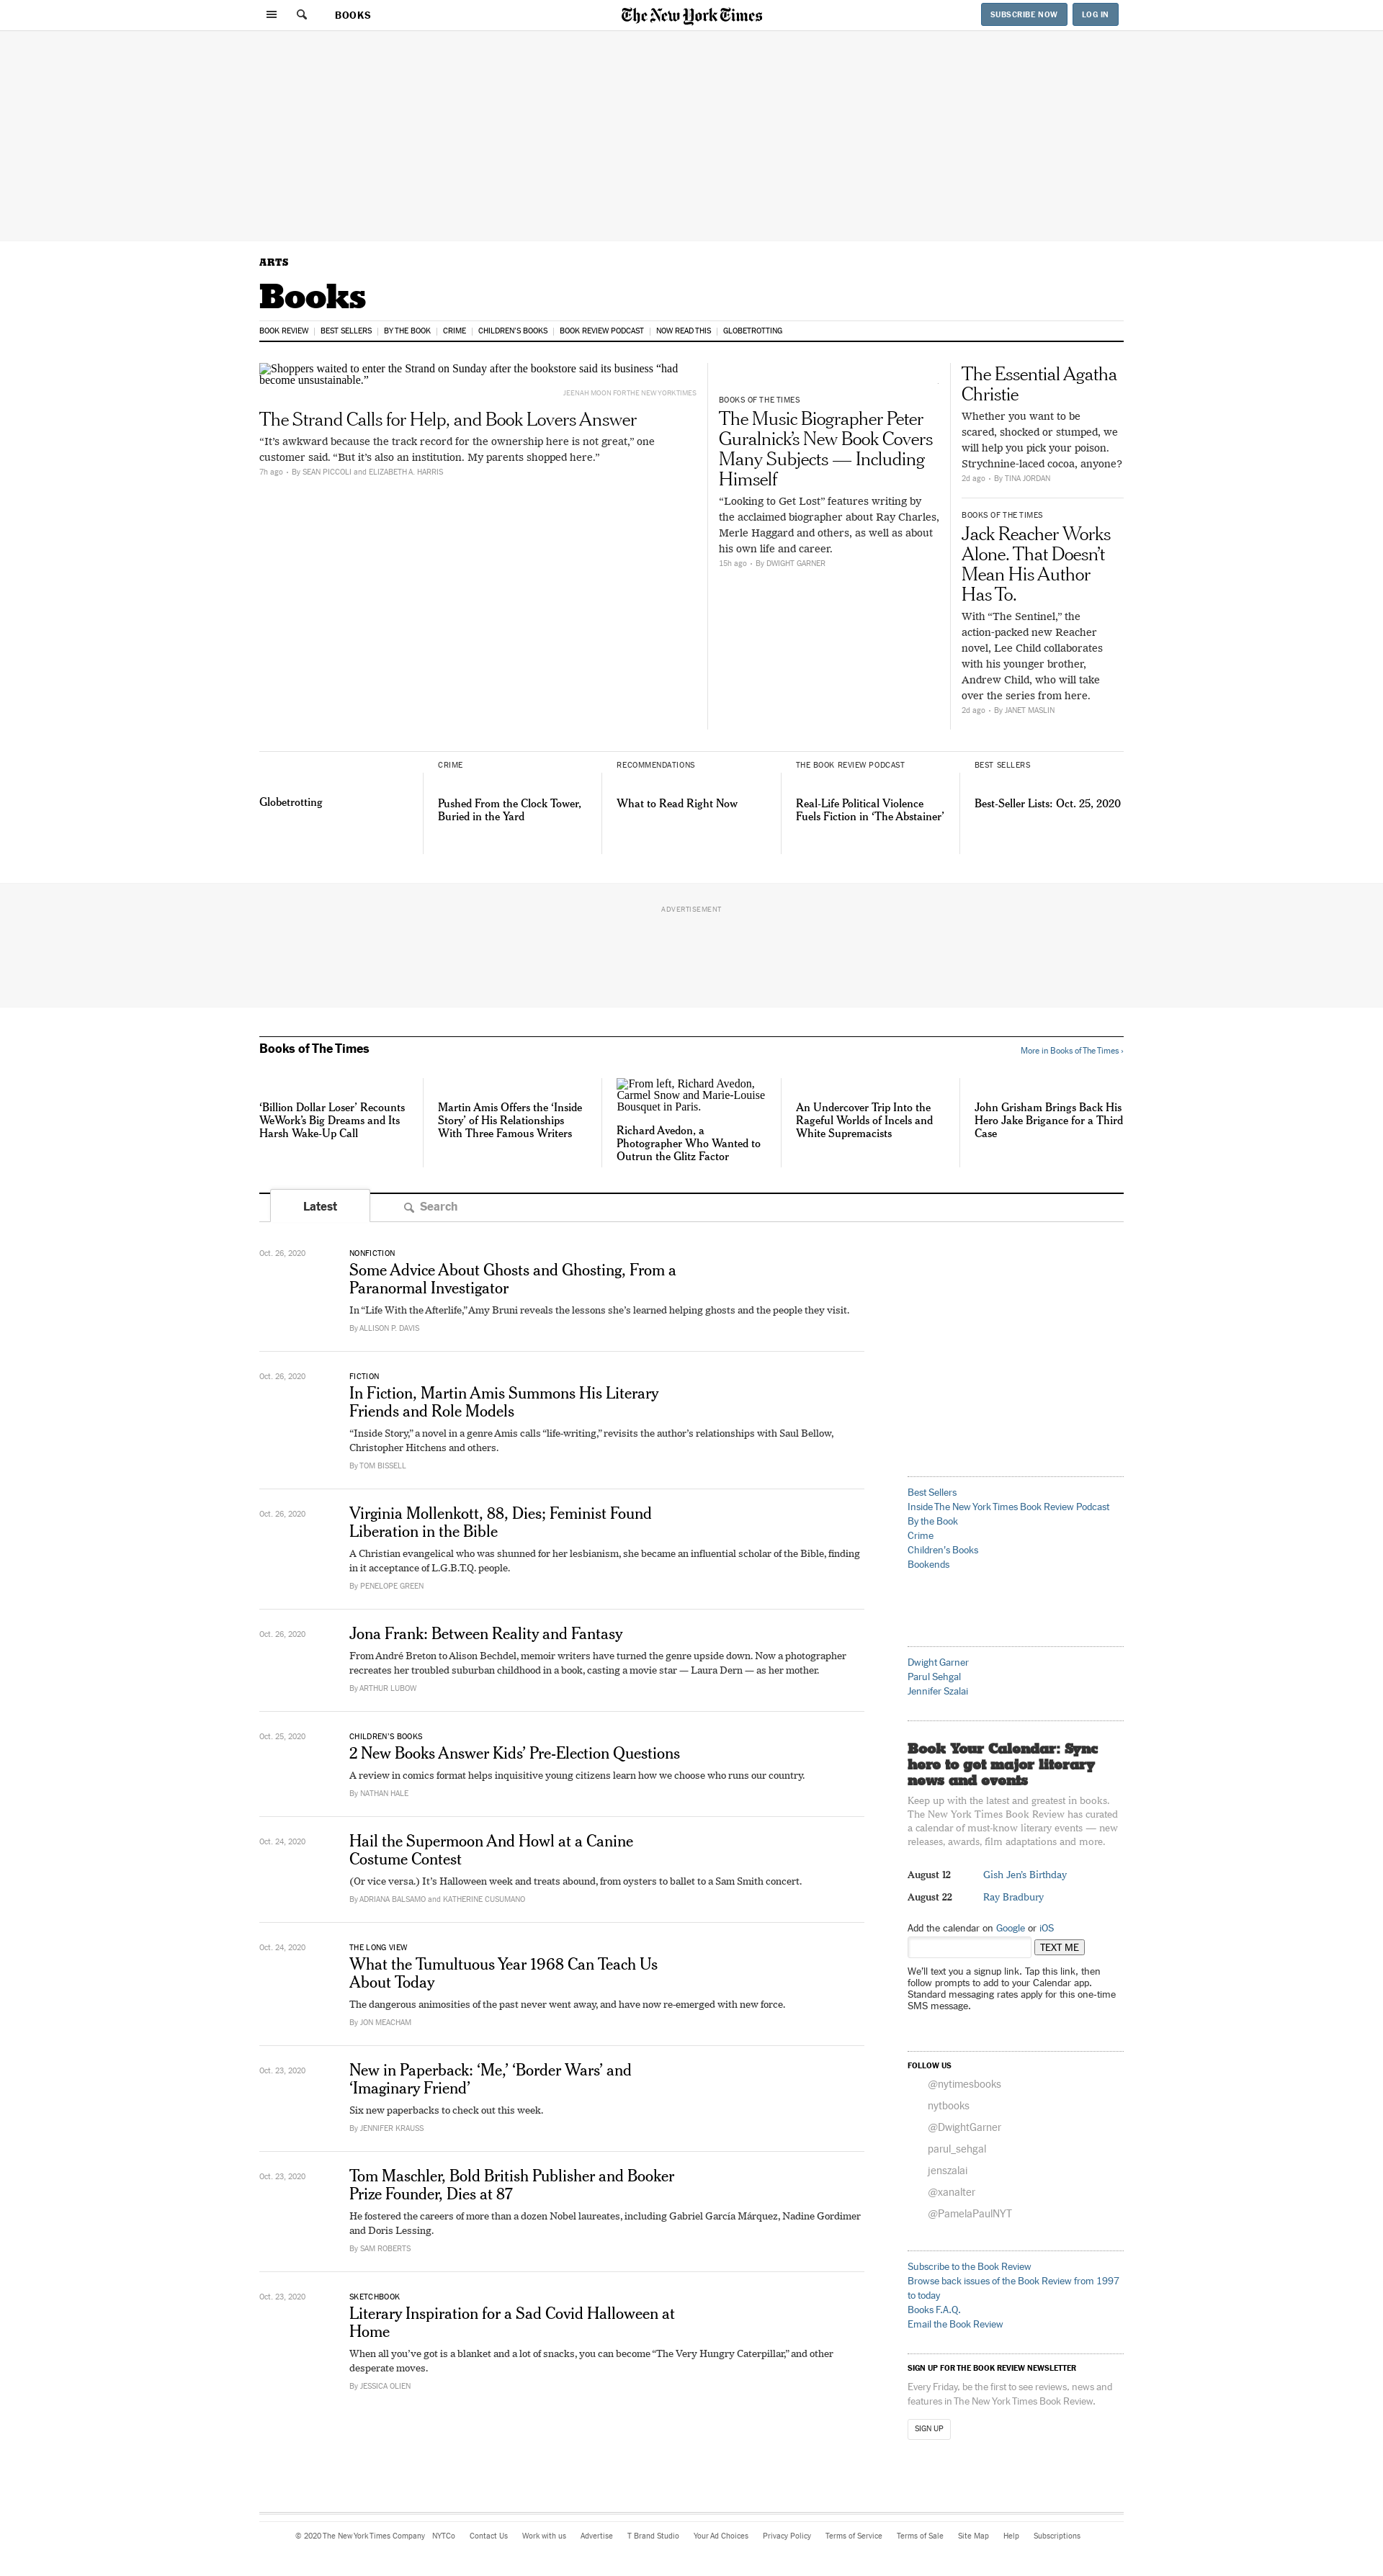 BOOKS
The New York Times
SUBSCRIBE NOW
LOG IN
ARTS
Books
BOOK REVIEW
BEST SELLERS
BY THE BOOK
CRIME
CHILDREN'S BOOKS
BOOK REVIEW PODCAST
NOW READ THIS
GLOBETROTTING
Shoppers waited to enter the Strand on Sunday after the bookstore said its business “had
become unsustainable.”
JEENAH MOON FOR THE NEW YORK TIMES
The Strand Calls for Help, and Book Lovers Answer
“It’s awkward because the track record for the ownership here is not great,” one
customer said. “But it’s also an institution. My parents shopped here.”
7h ago • By SEAN PICCOLI and ELIZABETH A. HARRIS
BOOKS OF THE TIMES
The Music Biographer Peter
Guralnick’s New Book Covers
Many Subjects — Including
Himself
“Looking to Get Lost” features writing by
the acclaimed biographer about Ray Charles,
Merle Haggard and others, as well as about
his own life and career.
15h ago • By DWIGHT GARNER
The Essential Agatha
Christie
Whether you want to be
scared, shocked or stumped, we
will help you pick your poison.
Strychnine-laced cocoa, anyone?
2d ago • By TINA JORDAN
BOOKS OF THE TIMES
Jack Reacher Works
Alone. That Doesn’t
Mean His Author
Has To.
With “The Sentinel,” the
action-packed new Reacher
novel, Lee Child collaborates
with his younger brother,
Andrew Child, who will take
over the series from here.
2d ago • By JANET MASLIN
Globetrotting
CRIME
Pushed From the Clock Tower,
Buried in the Yard
RECOMMENDATIONS
What to Read Right Now
THE BOOK REVIEW PODCAST
Real-Life Political Violence
Fuels Fiction in ‘The Abstainer’
BEST SELLERS
Best-Seller Lists: Oct. 25, 2020
ADVERTISEMENT
Books of The Times
More in Books of The Times ›
‘Billion Dollar Loser’ Recounts
WeWork’s Big Dreams and Its
Harsh Wake-Up Call
Martin Amis Offers the ‘Inside
Story’ of His Relationships
With Three Famous Writers
From left, Richard Avedon,
Carmel Snow and Marie-Louise
Bousquet in Paris.
Richard Avedon, a
Photographer Who Wanted to
Outrun the Glitz Factor
An Undercover Trip Into the
Rageful Worlds of Incels and
White Supremacists
John Grisham Brings Back His
Hero Jake Brigance for a Third
Case
Latest
Search
Oct. 26, 2020
NONFICTION
Some Advice About Ghosts and Ghosting, From a
Paranormal Investigator
In “Life With the Afterlife,” Amy Bruni reveals the lessons she’s learned helping ghosts and the people they visit.
By ALLISON P. DAVIS
Oct. 26, 2020
FICTION
In Fiction, Martin Amis Summons His Literary
Friends and Role Models
“Inside Story,” a novel in a genre Amis calls “life-writing,” revisits the author’s relationships with Saul Bellow,
Christopher Hitchens and others.
By TOM BISSELL
Oct. 26, 2020
Virginia Mollenkott, 88, Dies; Feminist Found
Liberation in the Bible
A Christian evangelical who was shunned for her lesbianism, she became an influential scholar of the Bible, finding
in it acceptance of L.G.B.T.Q. people.
By PENELOPE GREEN
Oct. 26, 2020
Jona Frank: Between Reality and Fantasy
From André Breton to Alison Bechdel, memoir writers have turned the genre upside down. Now a photographer
recreates her troubled suburban childhood in a book, casting a movie star — Laura Dern — as her mother.
By ARTHUR LUBOW
Oct. 25, 2020
CHILDREN’S BOOKS
2 New Books Answer Kids’ Pre-Election Questions
A review in comics format helps inquisitive young citizens learn how we choose who runs our country.
By NATHAN HALE
Oct. 24, 2020
Hail the Supermoon And Howl at a Canine
Costume Contest
(Or vice versa.) It’s Halloween week and treats abound, from oysters to ballet to a Sam Smith concert.
By ADRIANA BALSAMO and KATHERINE CUSUMANO
Oct. 24, 2020
THE LONG VIEW
What the Tumultuous Year 1968 Can Teach Us
About Today
The dangerous animosities of the past never went away, and have now re-emerged with new force.
By JON MEACHAM
Oct. 23, 2020
New in Paperback: ‘Me,’ ‘Border Wars’ and
‘Imaginary Friend’
Six new paperbacks to check out this week.
By JENNIFER KRAUSS
Oct. 23, 2020
Tom Maschler, Bold British Publisher and Booker
Prize Founder, Dies at 87
He fostered the careers of more than a dozen Nobel laureates, including Gabriel García Márquez, Nadine Gordimer
and Doris Lessing.
By SAM ROBERTS
Oct. 23, 2020
SKETCHBOOK
Literary Inspiration for a Sad Covid Halloween at
Home
When all you’ve got is a blanket and a lot of snacks, you can become “The Very Hungry Caterpillar,” and other
desperate moves.
By JESSICA OLIEN
Best Sellers
Inside The New York Times Book Review Podcast
By the Book
Crime
Children's Books
Bookends
Dwight Garner
Parul Sehgal
Jennifer Szalai
Book Your Calendar: Sync
here to get major literary
news and events
Keep up with the latest and greatest in books.
The New York Times Book Review has curated
a calendar of must-know literary events — new
releases, awards, film adaptations and more.
August 12
Gish Jen’s Birthday
August 22
Ray Bradbury
Add the calendar on Google or iOS
TEXT ME
We’ll text you a signup link. Tap this link, then
follow prompts to add to your Calendar app.
Standard messaging rates apply for this one-time
SMS message.
FOLLOW US
@nytimesbooks
nytbooks
@DwightGarner
parul_sehgal
jenszalai
@xanalter
@PamelaPaulNYT
Subscribe to the Book Review
Browse back issues of the Book Review from 1997
to today
Books F.A.Q.
Email the Book Review
SIGN UP FOR THE BOOK REVIEW NEWSLETTER
Every Friday, be the first to see reviews, news and
features in The New York Times Book Review.
SIGN UP
© 2020 The New York Times Company
NYTCo
Contact Us
Work with us
Advertise
T Brand Studio
Your Ad Choices
Privacy Policy
Terms of Service
Terms of Sale
Site Map
Help
Subscriptions